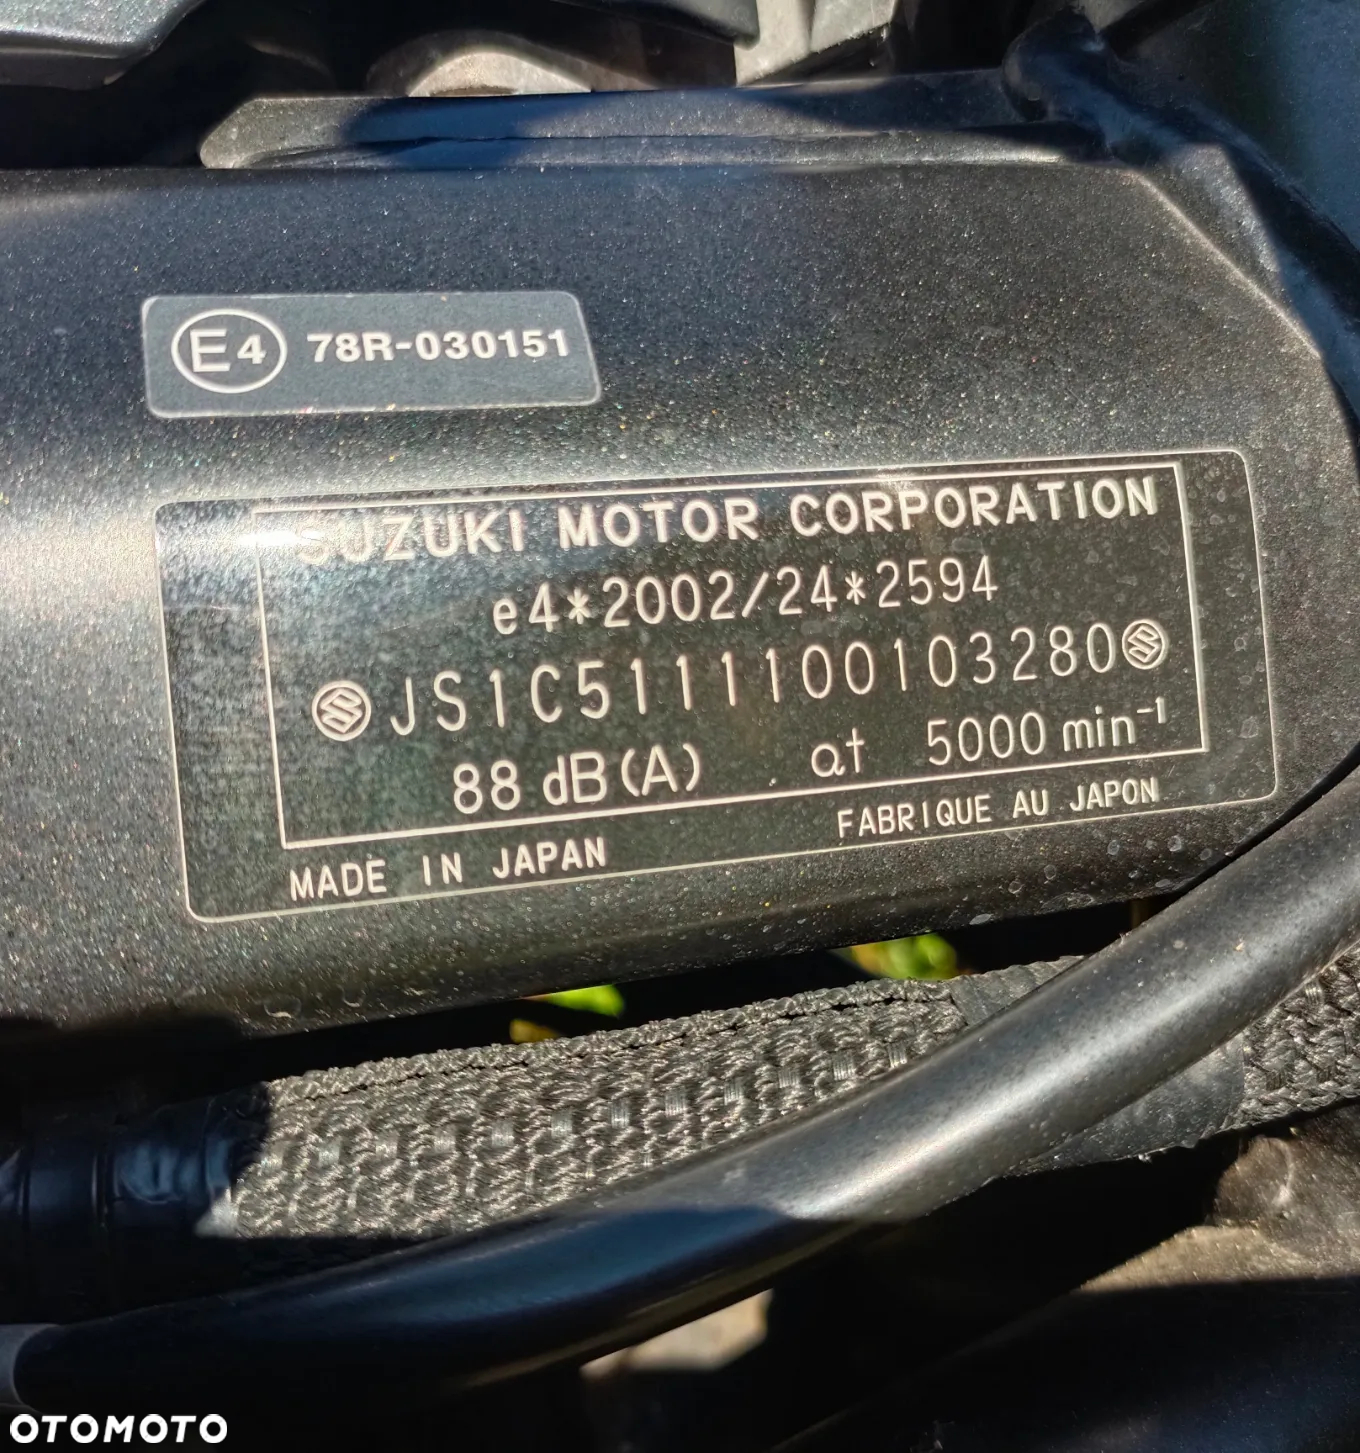 E4 78R-030151
SUZUKI MOTOR CORPORATION
e4*2002/24*2594
JS1C5111100103280
88 dB(A) at 5000 min-1
MADE IN JAPAN FABRIQUE AU JAPON
OTOMOTO